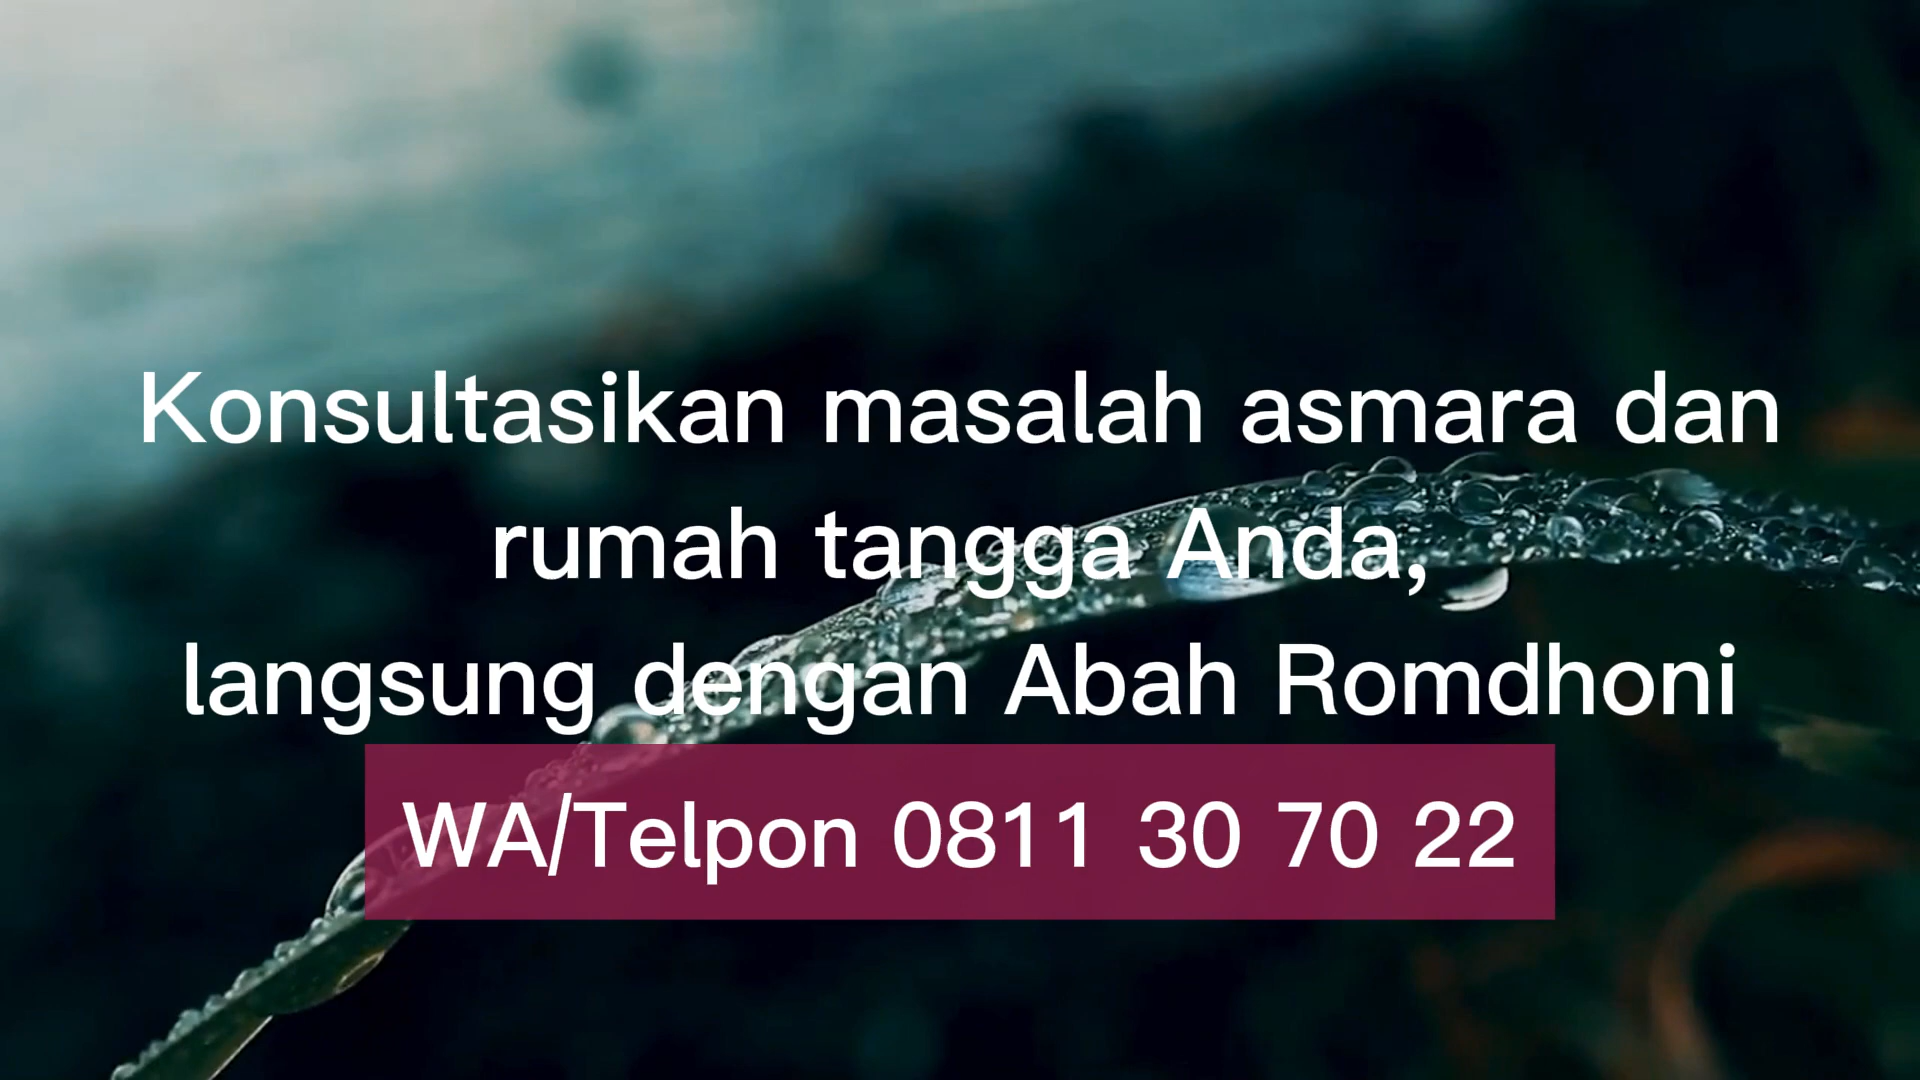 Konsultasikan masalah asmara dan
rumah tangga Anda,
langsung dengan Abah Romdhoni
WA/Telpon 0811 30 70 22